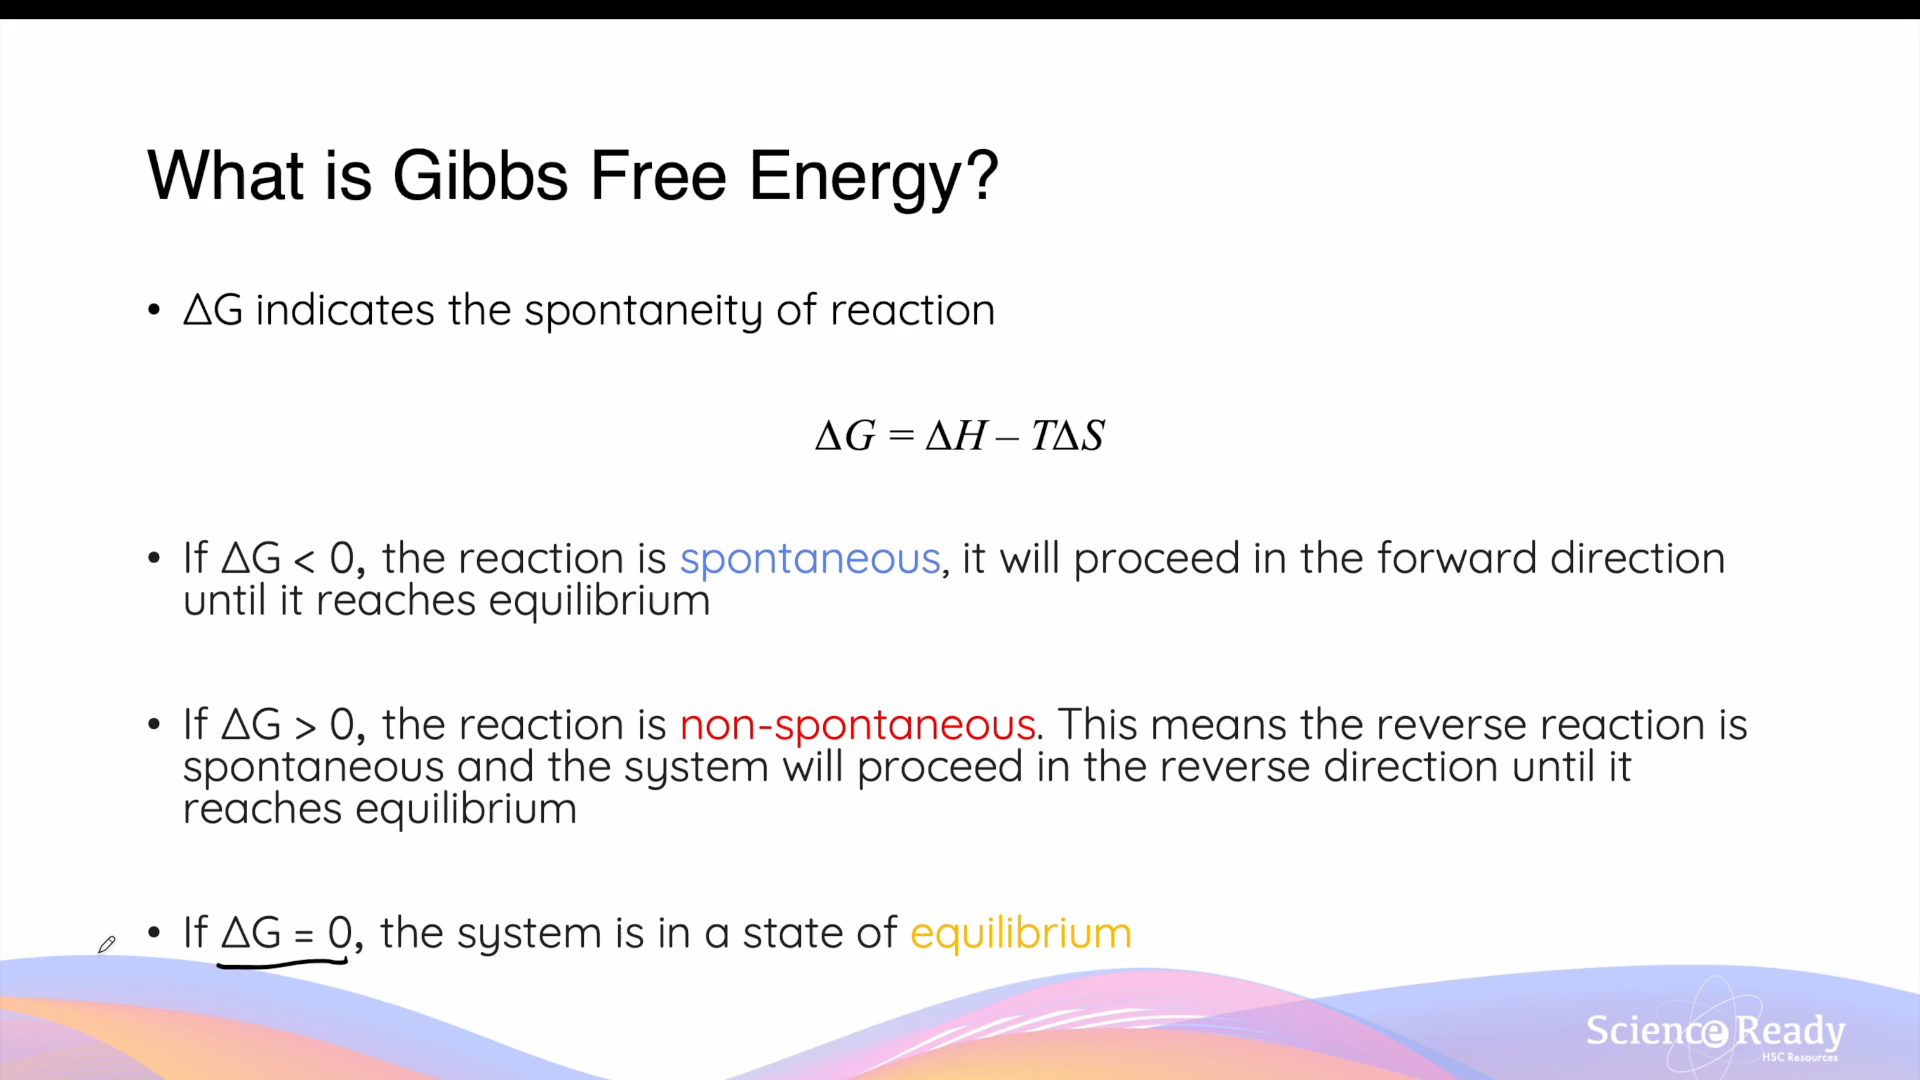 What is Gibbs Free Energy?
• ΔG indicates the spontaneity of reaction
ΔG = ΔH – TΔS
• If ΔG < 0, the reaction is spontaneous, it will proceed in the forward direction
until it reaches equilibrium
• If ΔG > 0, the reaction is non-spontaneous. This means the reverse reaction is
spontaneous and the system will proceed in the reverse direction until it
reaches equilibrium
• If ΔG = 0, the system is in a state of equilibrium
Science Ready
HSC Resources